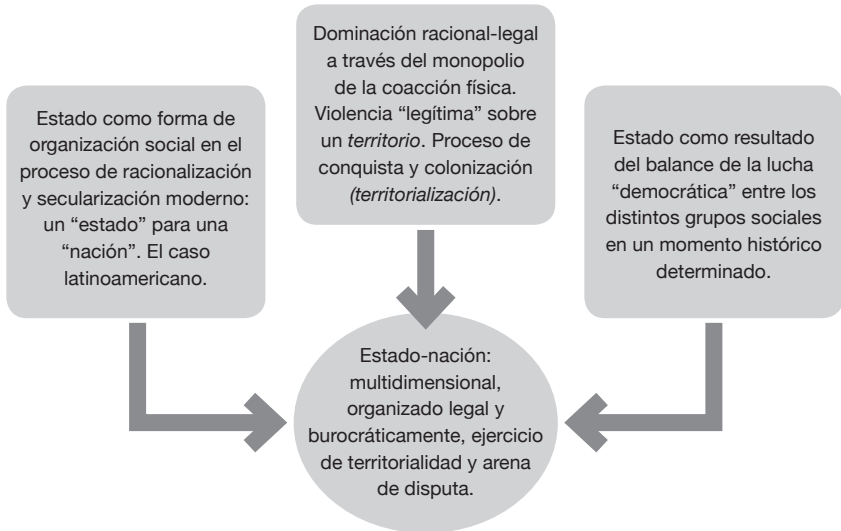 Estado como forma de
organización social en el
proceso de racionalización
y secularización moderno:
un “estado” para una
“nación”. El caso
latinoamericano.
Dominación racional-legal
a través del monopolio
de la coacción física.
Violencia “legítima” sobre
un territorio. Proceso de
conquista y colonización
(territorialización).
Estado como resultado
del balance de la lucha
“democrática” entre los
distintos grupos sociales
en un momento histórico
determinado.
Estado-nación:
multidimensional,
organizado legal y
burocráticamente, ejercicio
de territorialidad y arena
de disputa.